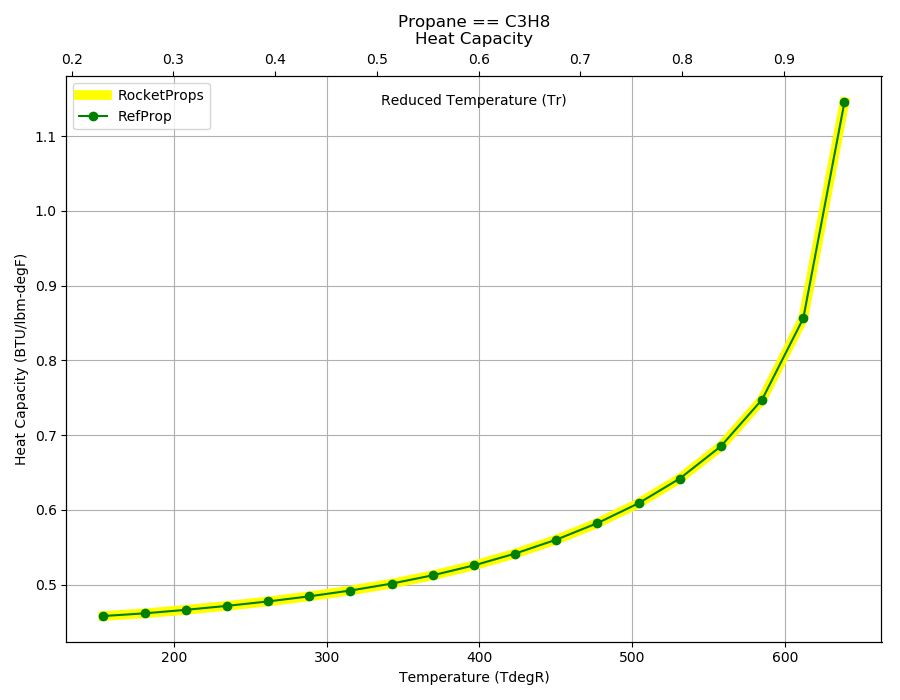 Propane == C3H8
Heat Capacity
0.2 0.3 0.4 0.5 0.6 0.7 0.8 0.9
Reduced Temperature (Tr)
RocketProps
RefProp
1.1
1.0
0.9
0.8
0.7
0.6
0.5
Heat Capacity (BTU/lbm-degF)
200 300 400 500 600
Temperature (TdegR)